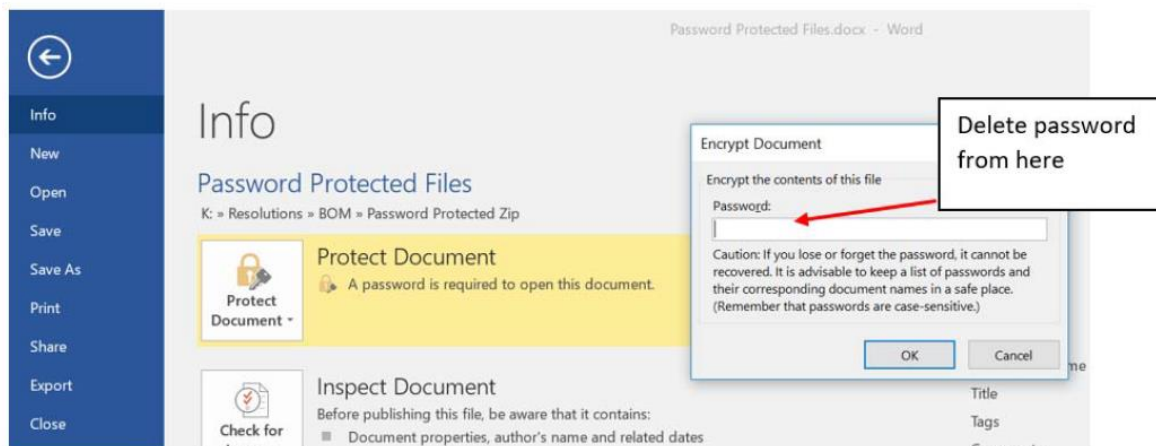 Password Protected Files.docx - Word
Info
New
Open
Save
Save As
Print
Share
Export
Close
Info
Password Protected Files
K: » Resolutions » BOM » Password Protected Zip
Protect
Document
Protect Document
A password is required to open this document.
Check for
Inspect Document
Before publishing this file, be aware that it contains:
Document properties, author's name and related dates
Encrypt Document
Encrypt the contents of this file
Password:
Caution: If you lose or forget the password, it cannot be
recovered. It is advisable to keep a list of passwords and
their corresponding document names in a safe place.
(Remember that passwords are case-sensitive.)
OK
Cancel
Delete password
from here
Title
Tags